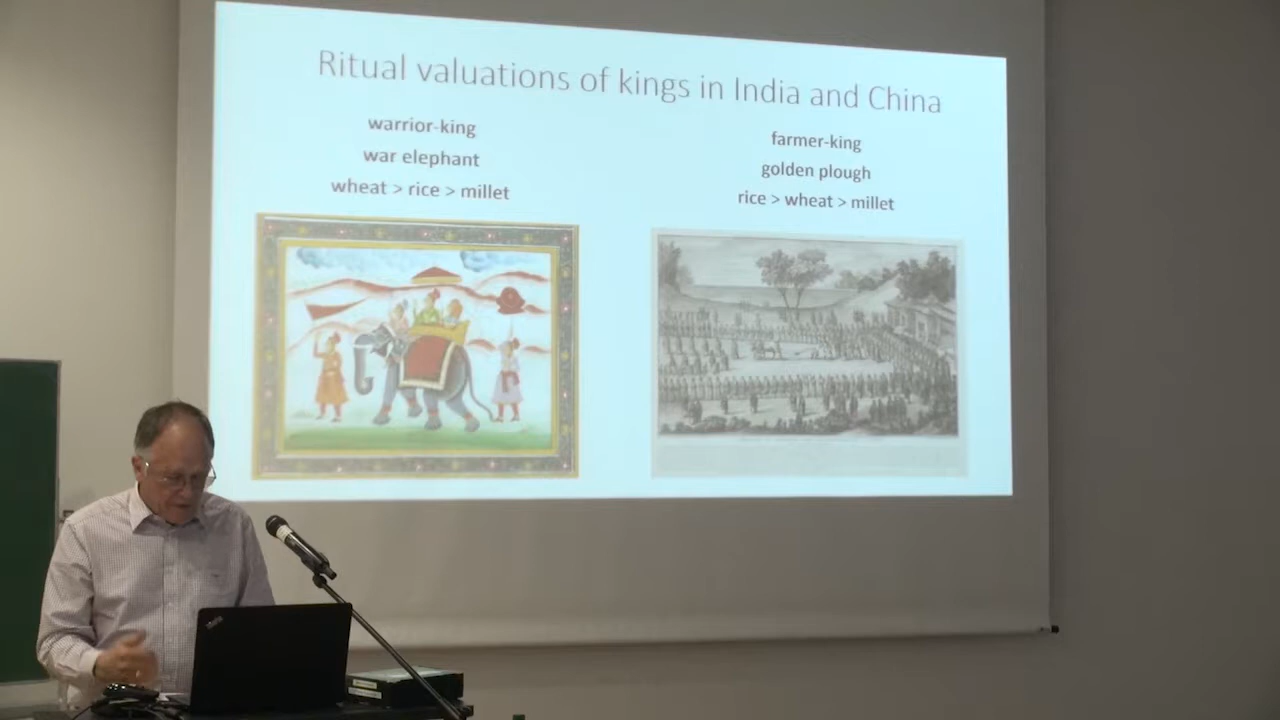 Ritual valuations of kings in India and China
warrior-king
war elephant
wheat > rice > millet
farmer-king
golden plough
rice > wheat > millet